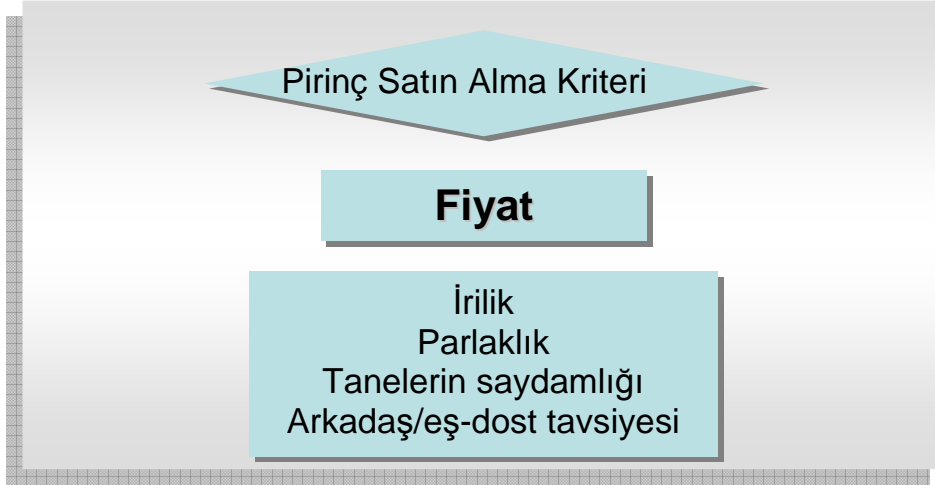 Pirinç Satın Alma Kriteri
Fiyat
İrilik
Parlaklık
Tanelerin saydamlığı
Arkadaş/eş-dost tavsiyesi